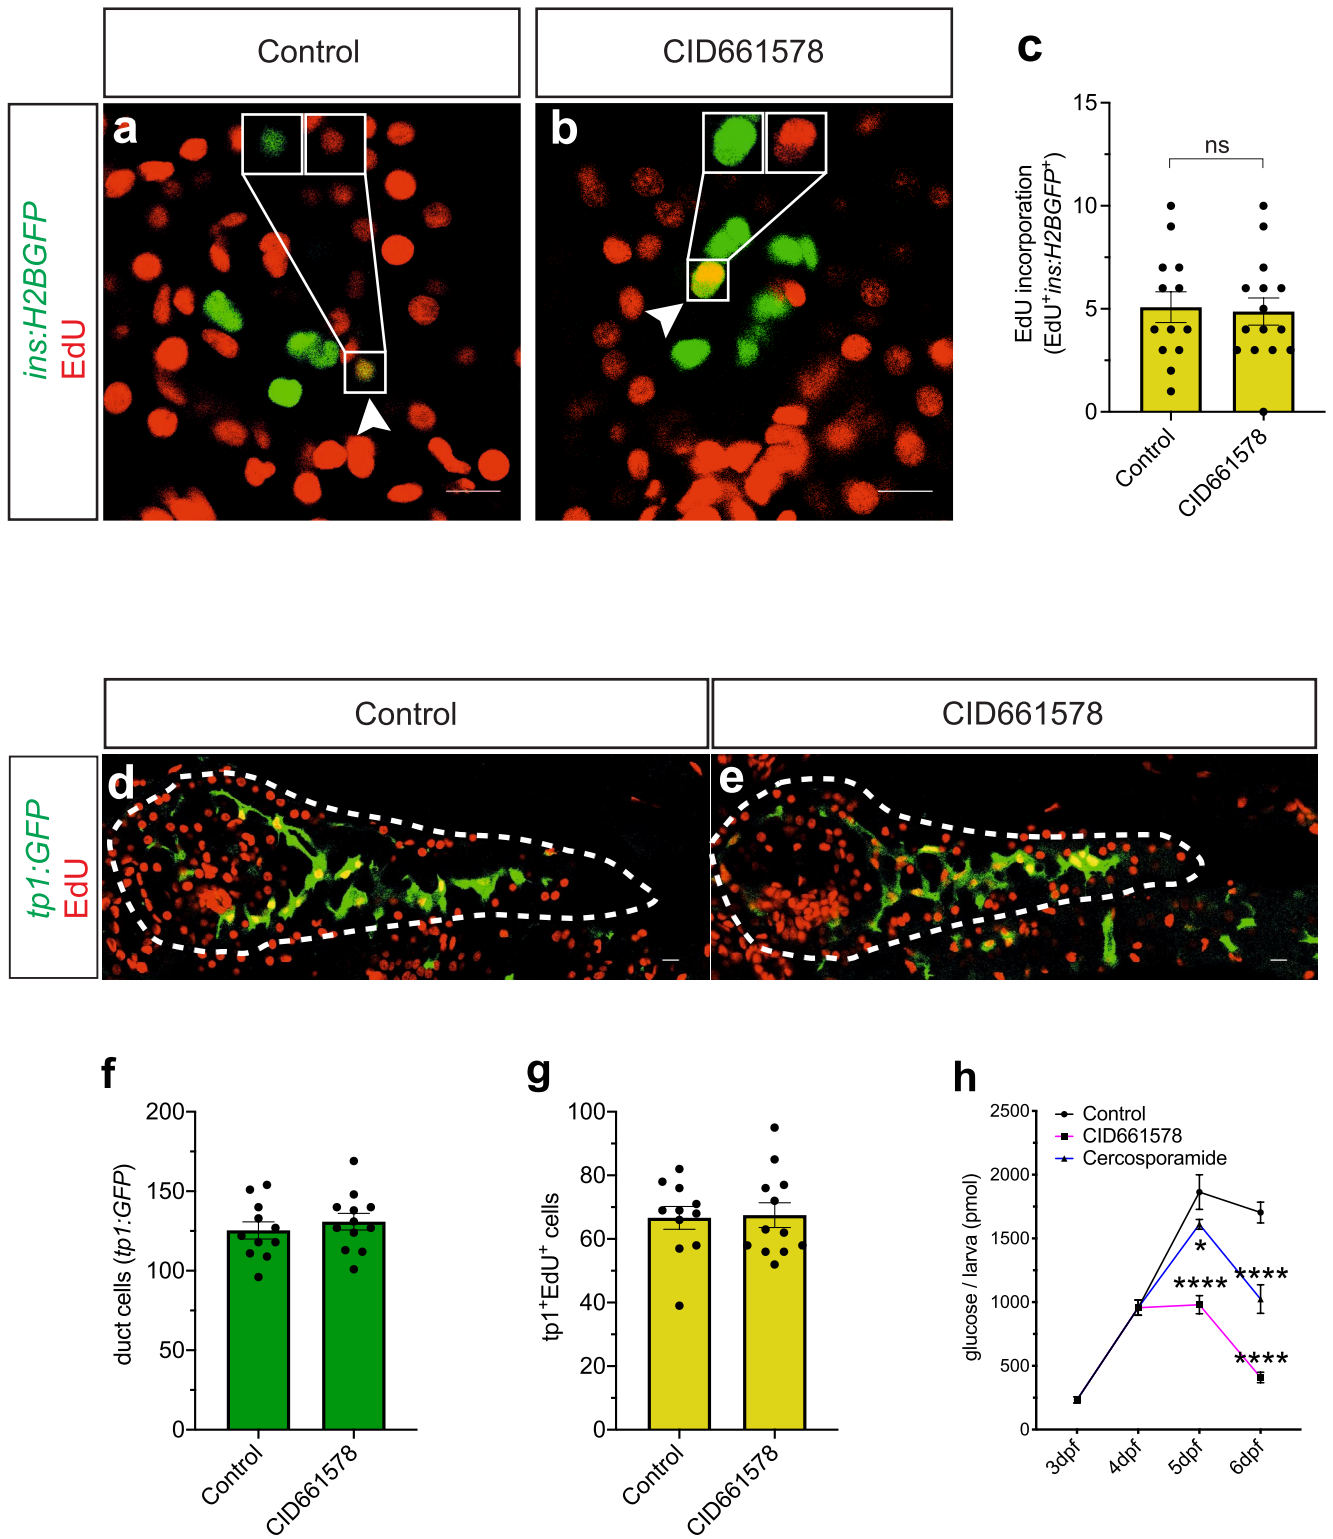 Control
CID661578
c
a
b
ins:H2BGFP
EdU
15
10
5
0
ns
EdU incorporation
(EdU⁺ins:H2BGFP⁺)
Control
CID661578
Control
CID661578
d
e
tp1:GFP
EdU
f
200
150
100
50
0
duct cells (tp1:GFP)
Control
CID661578
g
100
80
60
40
20
0
tp1⁺EdU⁺ cells
Control
CID661578
h
Control
CID661578
Cercosporamide
2500
2000
1500
1000
500
0
glucose / larva (pmol)
*
****
****
****
3dpf
4dpf
5dpf
6dpf